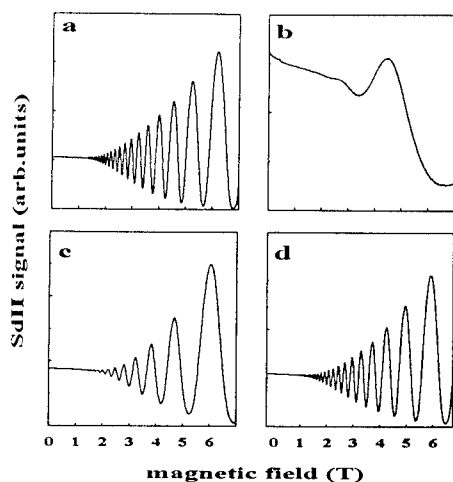 a
b
SdH signal (arb.units)
c
d
0 1 2 3 4 5 6
0 1 2 3 4 5 6
magnetic field (T)